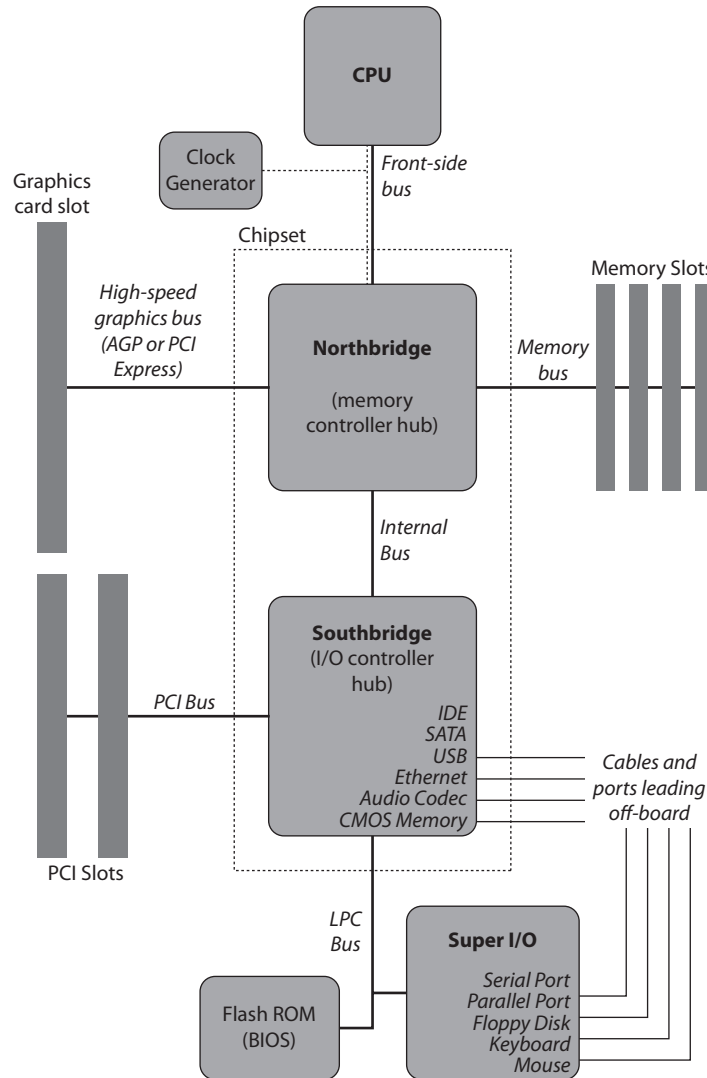 CPU
Clock
Generator
Front-side
bus
Graphics
card slot
Chipset
Memory Slots
High-speed
graphics bus
(AGP or PCI
Express)
Northbridge
(memory
controller hub)
Memory
bus
Internal
Bus
Southbridge
(I/O controller
hub)
PCI Bus
IDE
SATA
USB
Ethernet
Audio Codec
CMOS Memory
Cables and
ports leading
off-board
PCI Slots
LPC
Bus
Super I/O
Serial Port
Parallel Port
Floppy Disk
Keyboard
Mouse
Flash ROM
(BIOS)